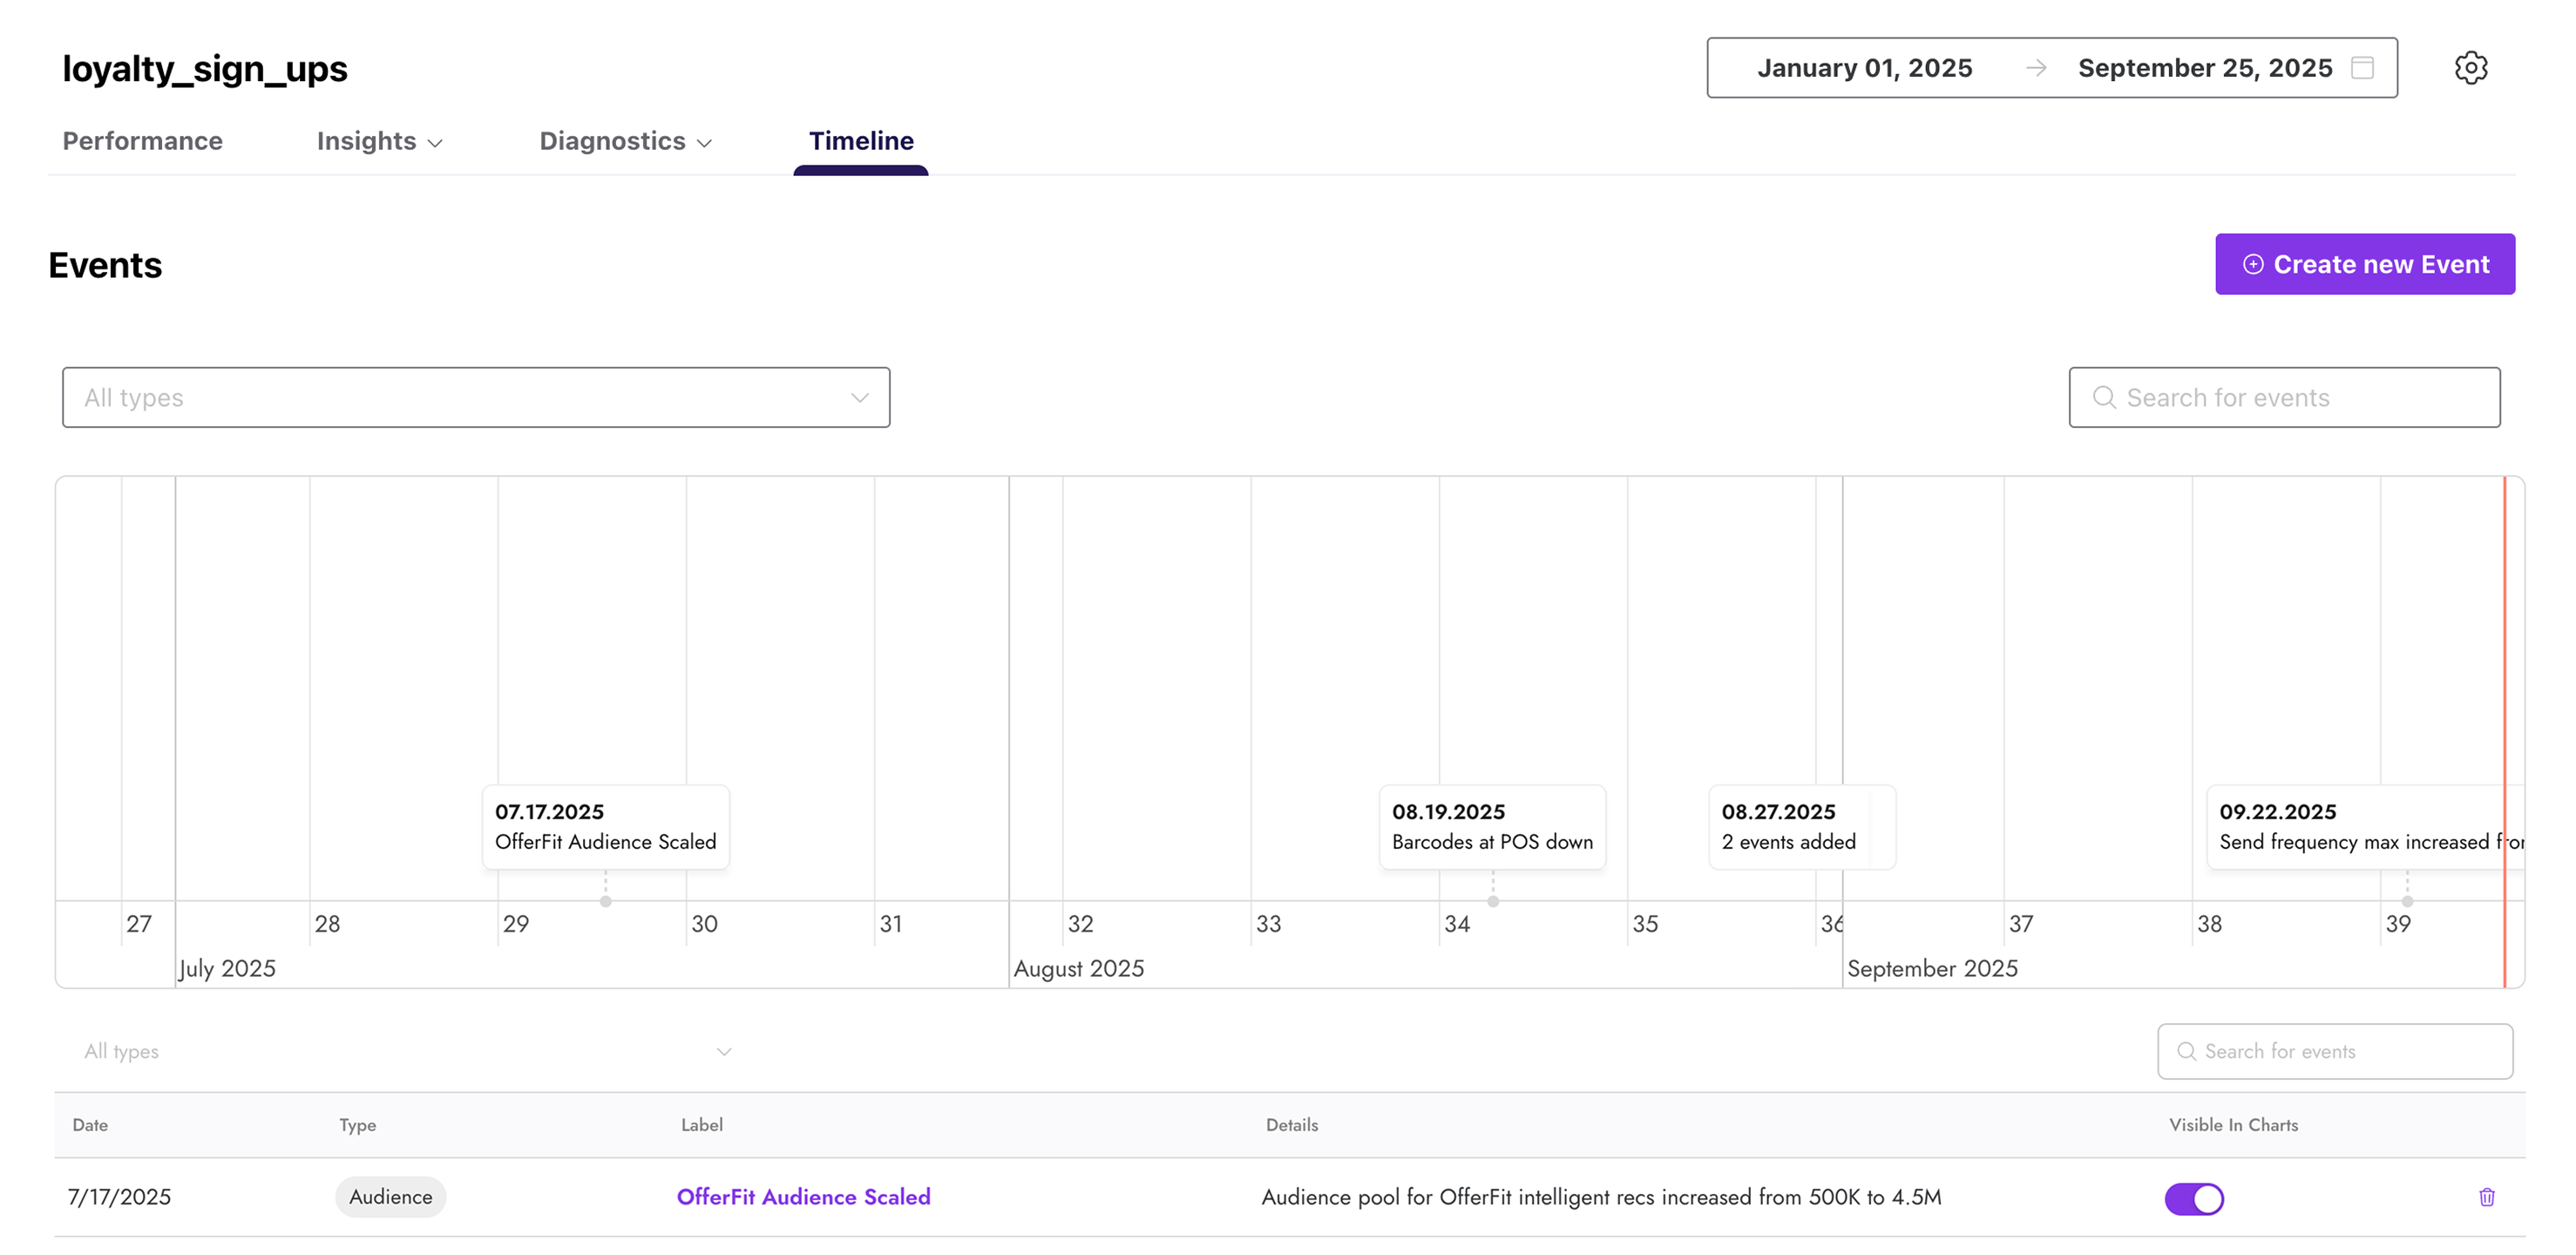 loyalty_sign_ups
January 01, 2025 → September 25, 2025
Performance Insights Diagnostics Timeline
Events
Create new Event
All types
Search for events
07.17.2025
OfferFit Audience Scaled
08.19.2025
Barcodes at POS down
08.27.2025
2 events added
09.22.2025
Send frequency max increased from
27 28 29 30 31 32 33 34 35 36 37 38 39
July 2025 August 2025 September 2025
All types
Search for events
Date Type Label Details Visible In Charts
7/17/2025 Audience OfferFit Audience Scaled Audience pool for OfferFit intelligent recs increased from 500K to 4.5M